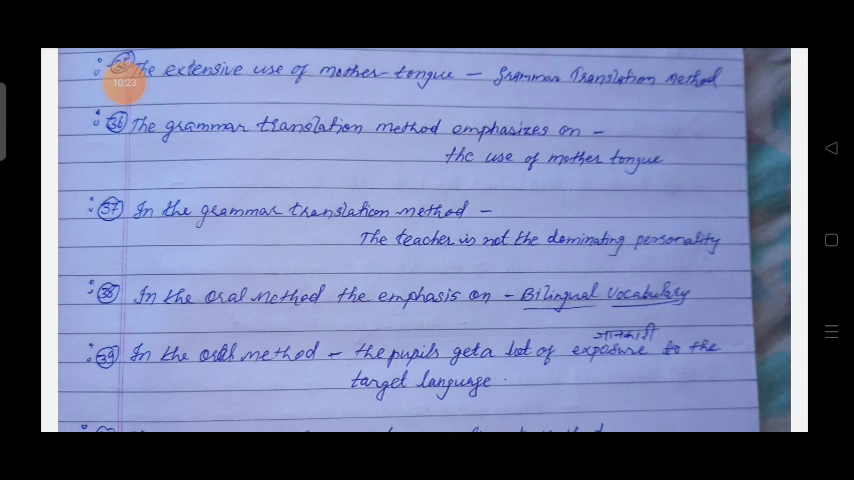 35 The extensive use of mother-tongue - Grammar Translation Method
10:23
36 The grammar translation method emphasizes on -
the use of mother tongue
37 In the grammar translation method -
The teacher is not the dominating personality
38 In the oral method the emphasis on - Bilingual Vocabulary
जानकारी
39 In the oral method - the pupils get a lot of exposure to the
target language.